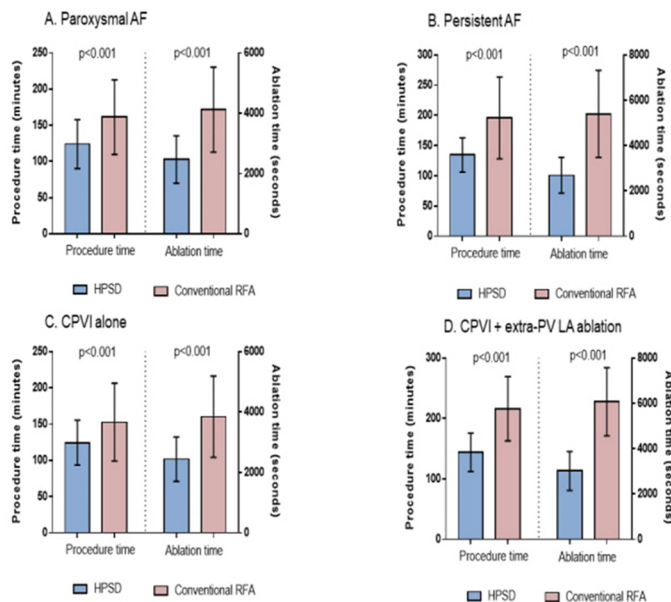 A. Paroxysmal AF
Procedure time (minutes)
250
200
150
100
50
0
p<0.001
p<0.001
6000
4000
2000
0
Ablation time (seconds)
Procedure time
Ablation time
HPSD
Conventional RFA
B. Persistent AF
Procedure time (minutes)
300
250
200
150
100
50
0
p<0.001
p<0.001
8000
6000
4000
2000
0
Ablation time (seconds)
Procedure time
Ablation time
HPSD
Conventional RFA
C. CPVI alone
Procedure time (minutes)
250
200
150
100
50
0
p<0.001
p<0.001
6000
4000
2000
0
Ablation time (seconds)
Procedure time
Ablation time
HPSD
Conventional RFA
D. CPVI + extra-PV LA ablation
Procedure time (minutes)
300
200
100
0
p<0.001
p<0.001
8000
6000
4000
2000
0
Ablation time (seconds)
Procedure time
Ablation time
HPSD
Conventional RFA